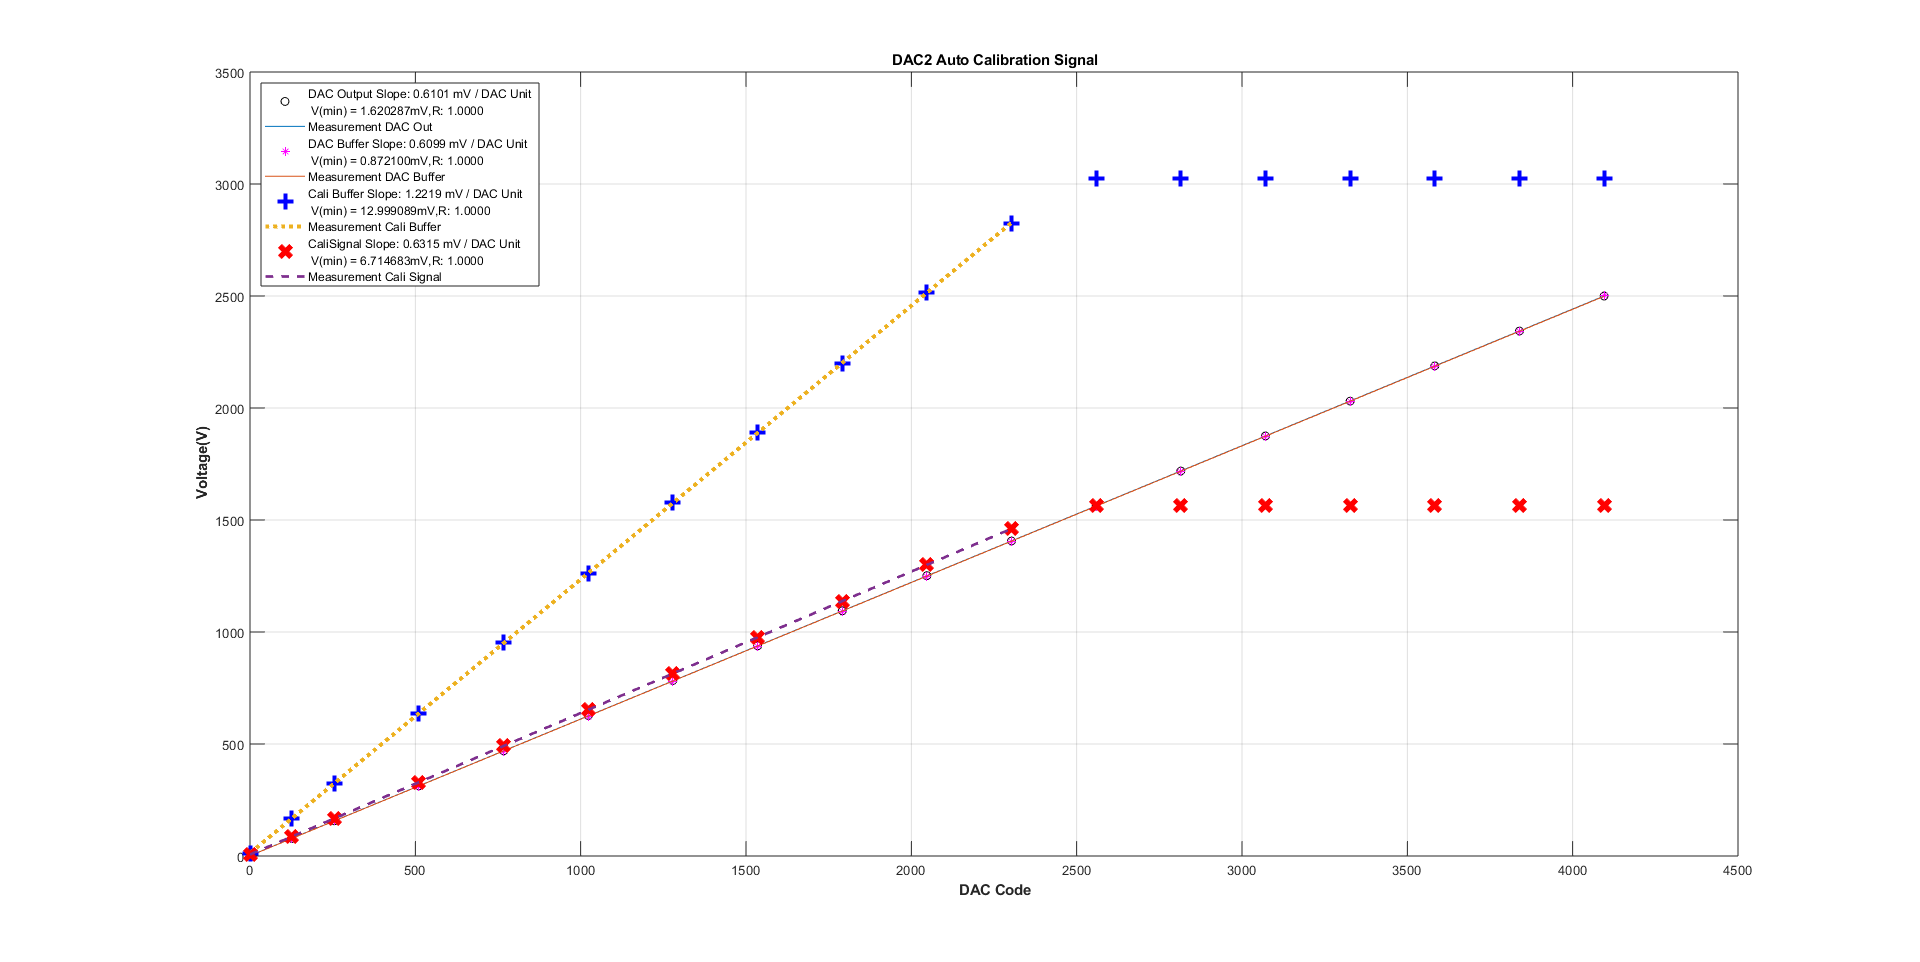 DAC2 Auto Calibration Signal
3500
3000
2500
2000
1500
1000
500
0
Voltage(V)
DAC Output Slope: 0.6101 mV / DAC Unit
V(min) = 1.620287mV,R: 1.0000
Measurement DAC Out
DAC Buffer Slope: 0.6099 mV / DAC Unit
V(min) = 0.872100mV,R: 1.0000
Measurement DAC Buffer
Cali Buffer Slope: 1.2219 mV / DAC Unit
V(min) = 12.999089mV,R: 1.0000
Measurement Cali Buffer
CaliSignal Slope: 0.6315 mV / DAC Unit
V(min) = 6.714683mV,R: 1.0000
Measurement Cali Signal
0 500 1000 1500 2000 2500 3000 3500 4000 4500
DAC Code